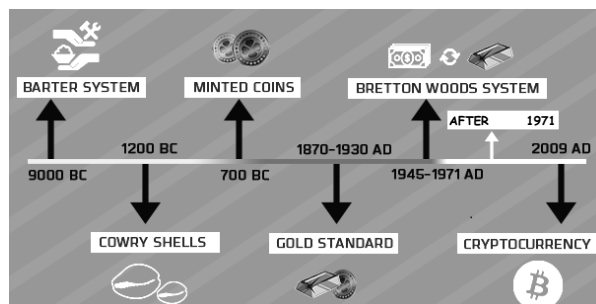 BARTER SYSTEM
MINTED COINS
BRETTON WOODS SYSTEM
AFTER 1971
1200 BC
1870-1930 AD
2009 AD
9000 BC
700 BC
1945-1971 AD
COWRY SHELLS
GOLD STANDARD
CRYPTOCURRENCY